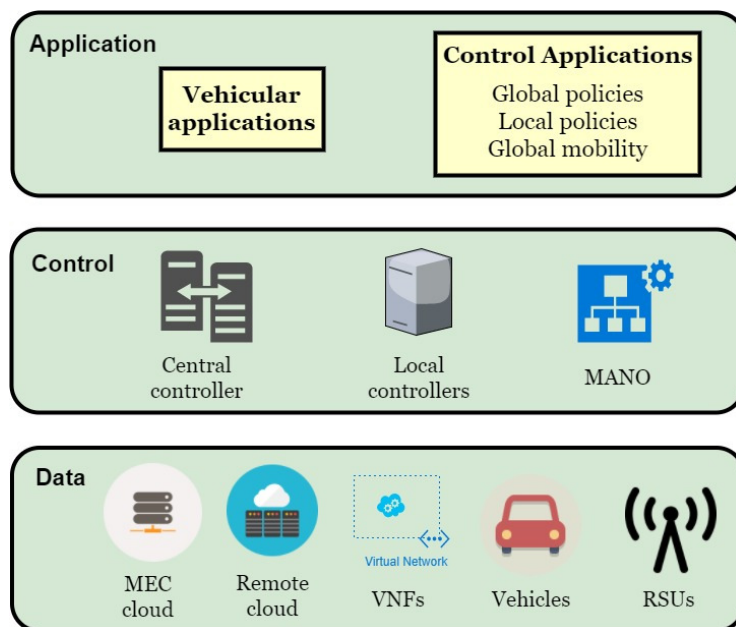 Application
Vehicular
applications
Control Applications
Global policies
Local policies
Global mobility
Control
Central
controller
Local
controllers
MANO
Data
MEC
cloud
Remote
cloud
Virtual Network
VNFs
Vehicles
RSUs